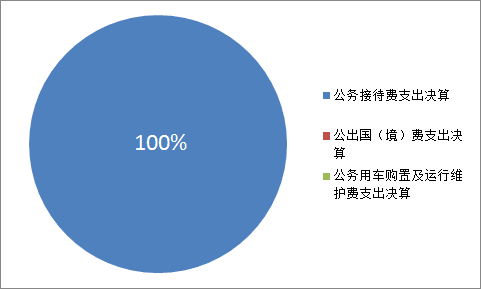 100%
公务接待费支出决算
公出国（境）费支出决
算
公务用车购置及运行维
护费支出决算